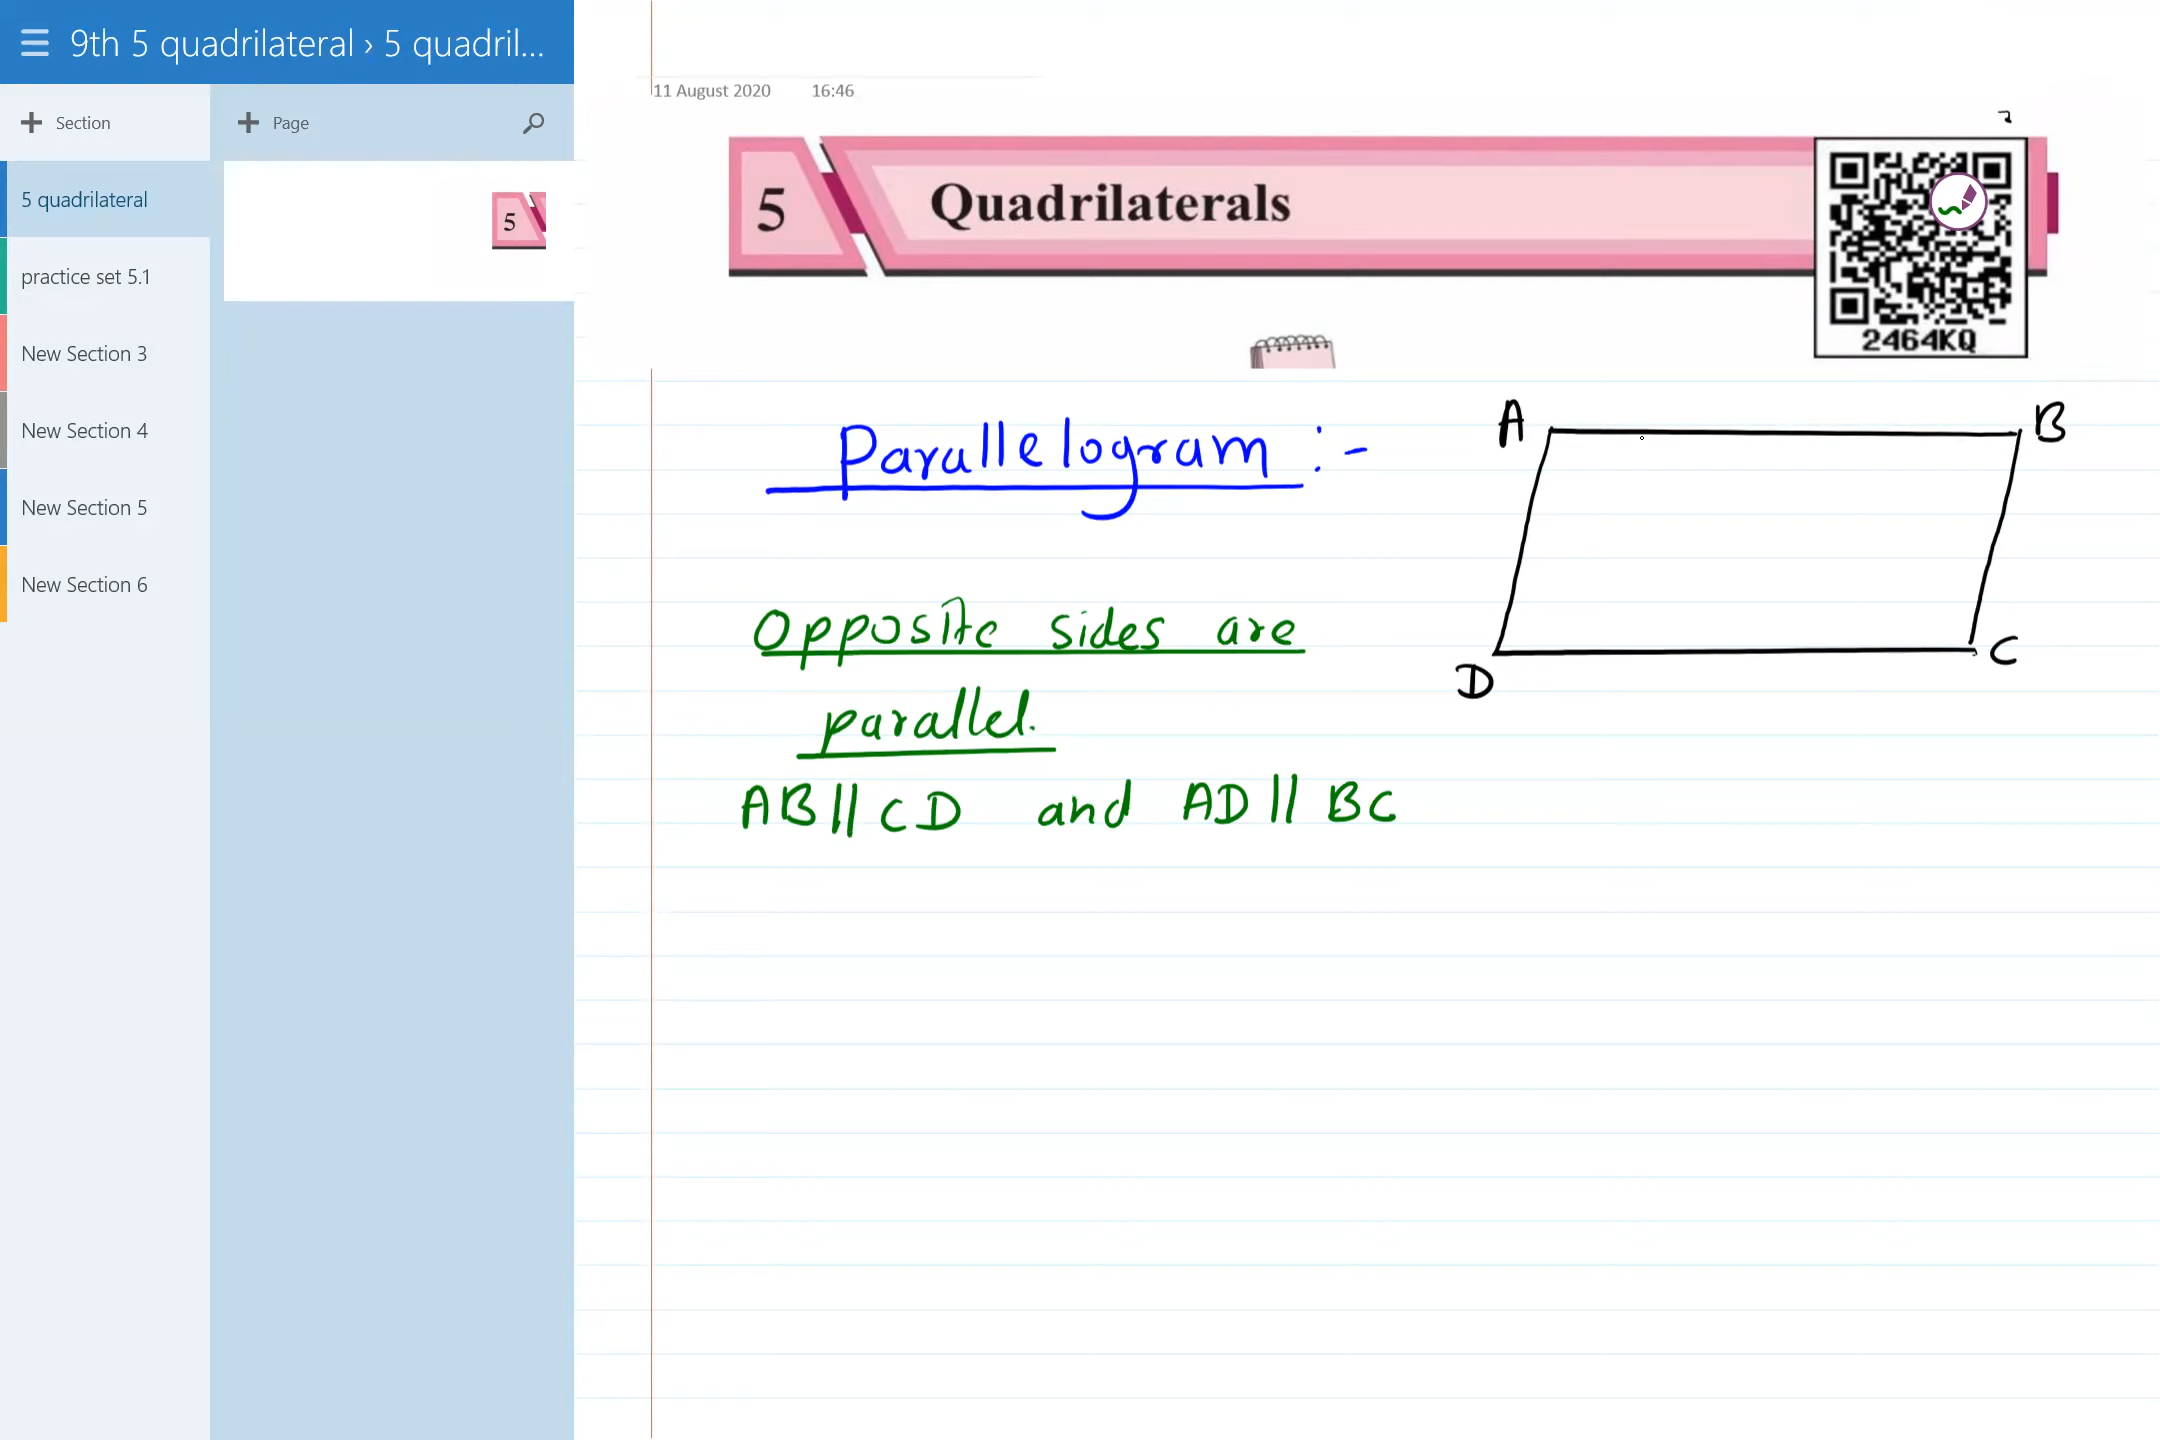 9th 5 quadrilateral › 5 quadril...
Section
Page
5 quadrilateral
practice set 5.1
New Section 3
New Section 4
New Section 5
New Section 6
5
11 August 2020 16:46
5 Quadrilaterals
2464KQ
Parallelogram :-
A B
D C
Opposite sides are
parallel.
AB || CD and AD || BC